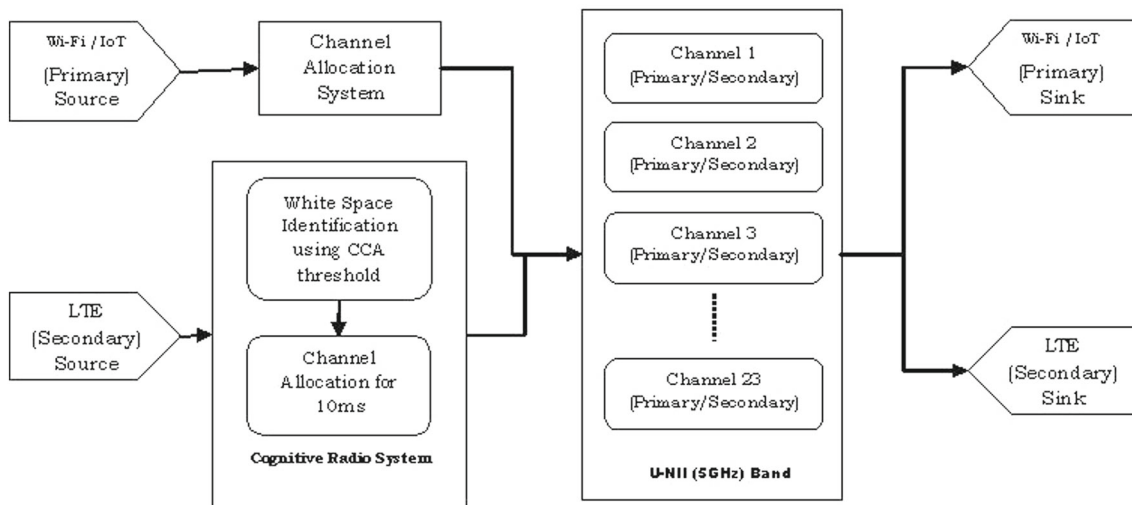 Wi-Fi / IoT
(Primary)
Source
Channel
Allocation
System
White Space
Identification
using CCA
threshold
LTE
(Secondary)
Source
Channel
Allocation for
10ms
Cognitive Radio System
Channel 1
(Primary/Secondary)
Channel 2
(Primary/Secondary)
Channel 3
(Primary/Secondary)
Channel 23
(Primary/Secondary)
U-NII (5GHz) Band
Wi-Fi / IoT
(Primary)
Sink
LTE
(Secondary)
Sink